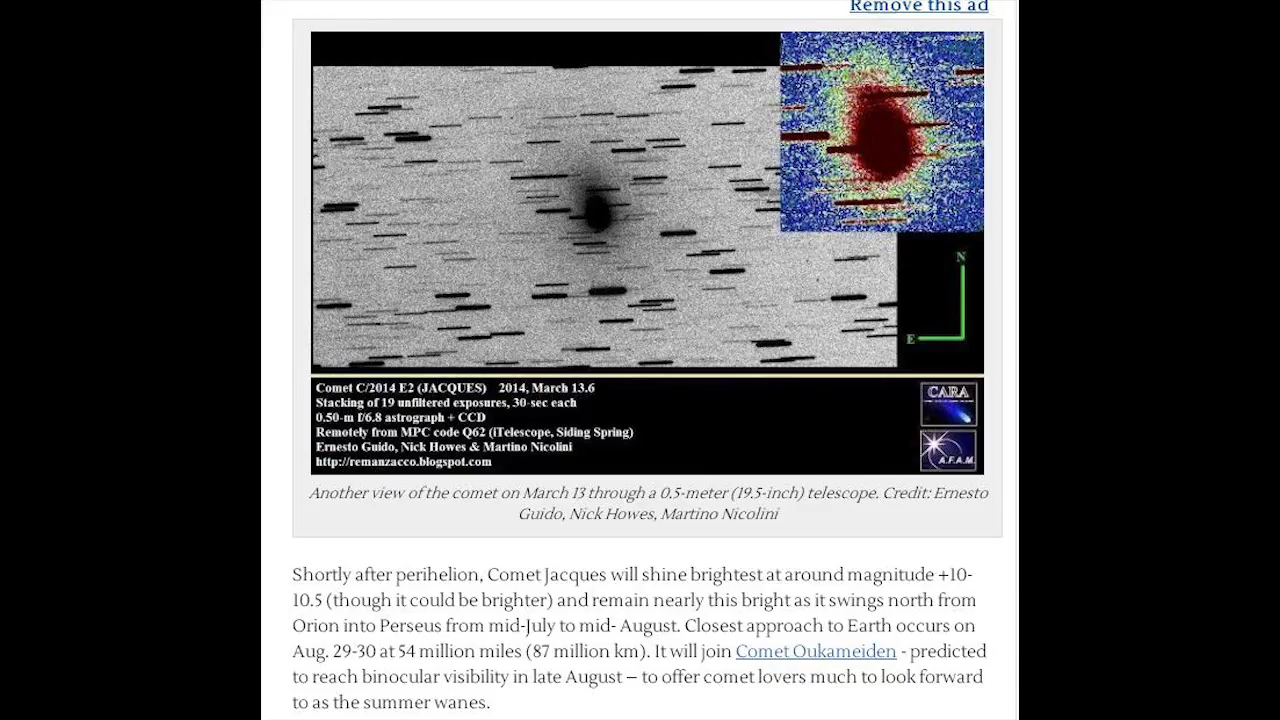 Remove this ad
N
E
Comet C/2014 E2 (JACQUES) 2014, March 13.6
Stacking of 19 unfiltered exposures, 30-sec each
0.50-m f/6.8 astrograph + CCD
Remotely from MPC code Q62 (iTelescope, Siding Spring)
Ernesto Guido, Nick Howes & Martino Nicolini
http://remanzacco.blogspot.com
CARA
A.F.A.M.
Another view of the comet on March 13 through a 0.5-meter (19.5-inch) telescope. Credit: Ernesto
Guido, Nick Howes, Martino Nicolini
Shortly after perihelion, Comet Jacques will shine brightest at around magnitude +10-
10.5 (though it could be brighter) and remain nearly this bright as it swings north from
Orion into Perseus from mid-July to mid- August. Closest approach to Earth occurs on
Aug. 29-30 at 54 million miles (87 million km). It will join Comet Oukameiden - predicted
to reach binocular visibility in late August – to offer comet lovers much to look forward
to as the summer wanes.